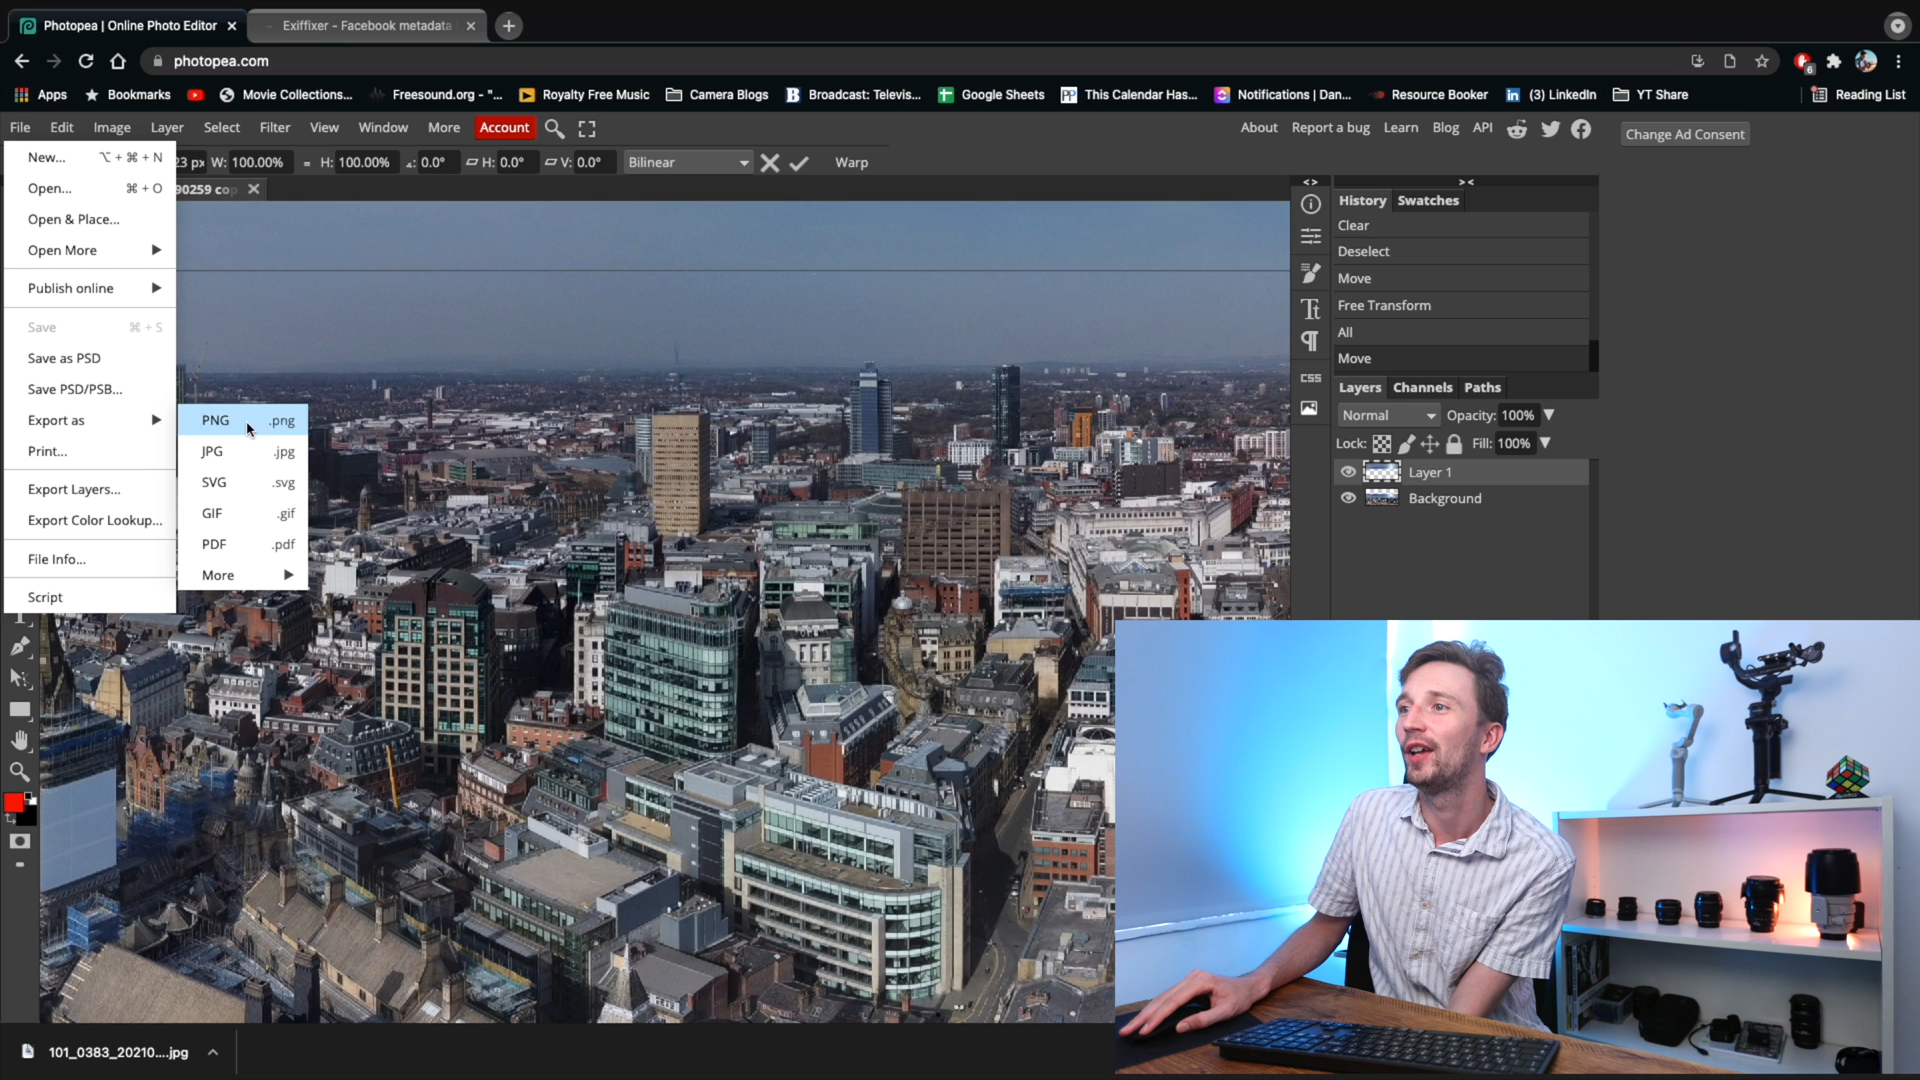 Photopea | Online Photo Editor
Exiffixer - Facebook metadata
photopea.com
6
Apps
Bookmarks
Movie Collections...
Freesound.org - "...
Royalty Free Music
Camera Blogs
Broadcast: Televis...
Google Sheets
This Calendar Has...
Notifications | Dan...
Resource Booker
(3) LinkedIn
YT Share
Reading List
File Edit Image Layer Select Filter View Window More Account
About Report a bug Learn Blog API
Change Ad Consent
23 px W: 100.00% = H: 100.00% 0.0° H: 0.0° V: 0.0° Bilinear Warp
90259 cop
New... ⌥ + ⌘ + N
Open... ⌘ + O
Open & Place...
Open More
Publish online
Save ⌘ + S
Save as PSD
Save PSD/PSB...
Export as
Print...
Export Layers...
Export Color Lookup...
File Info...
Script
PNG .png
JPG .jpg
SVG .svg
GIF .gif
PDF .pdf
More
CSS
History Swatches
Clear
Deselect
Move
Free Transform
All
Move
Layers Channels Paths
Normal Opacity: 100%
Lock: Fill: 100%
Layer 1
Background
101_0383_20210....jpg